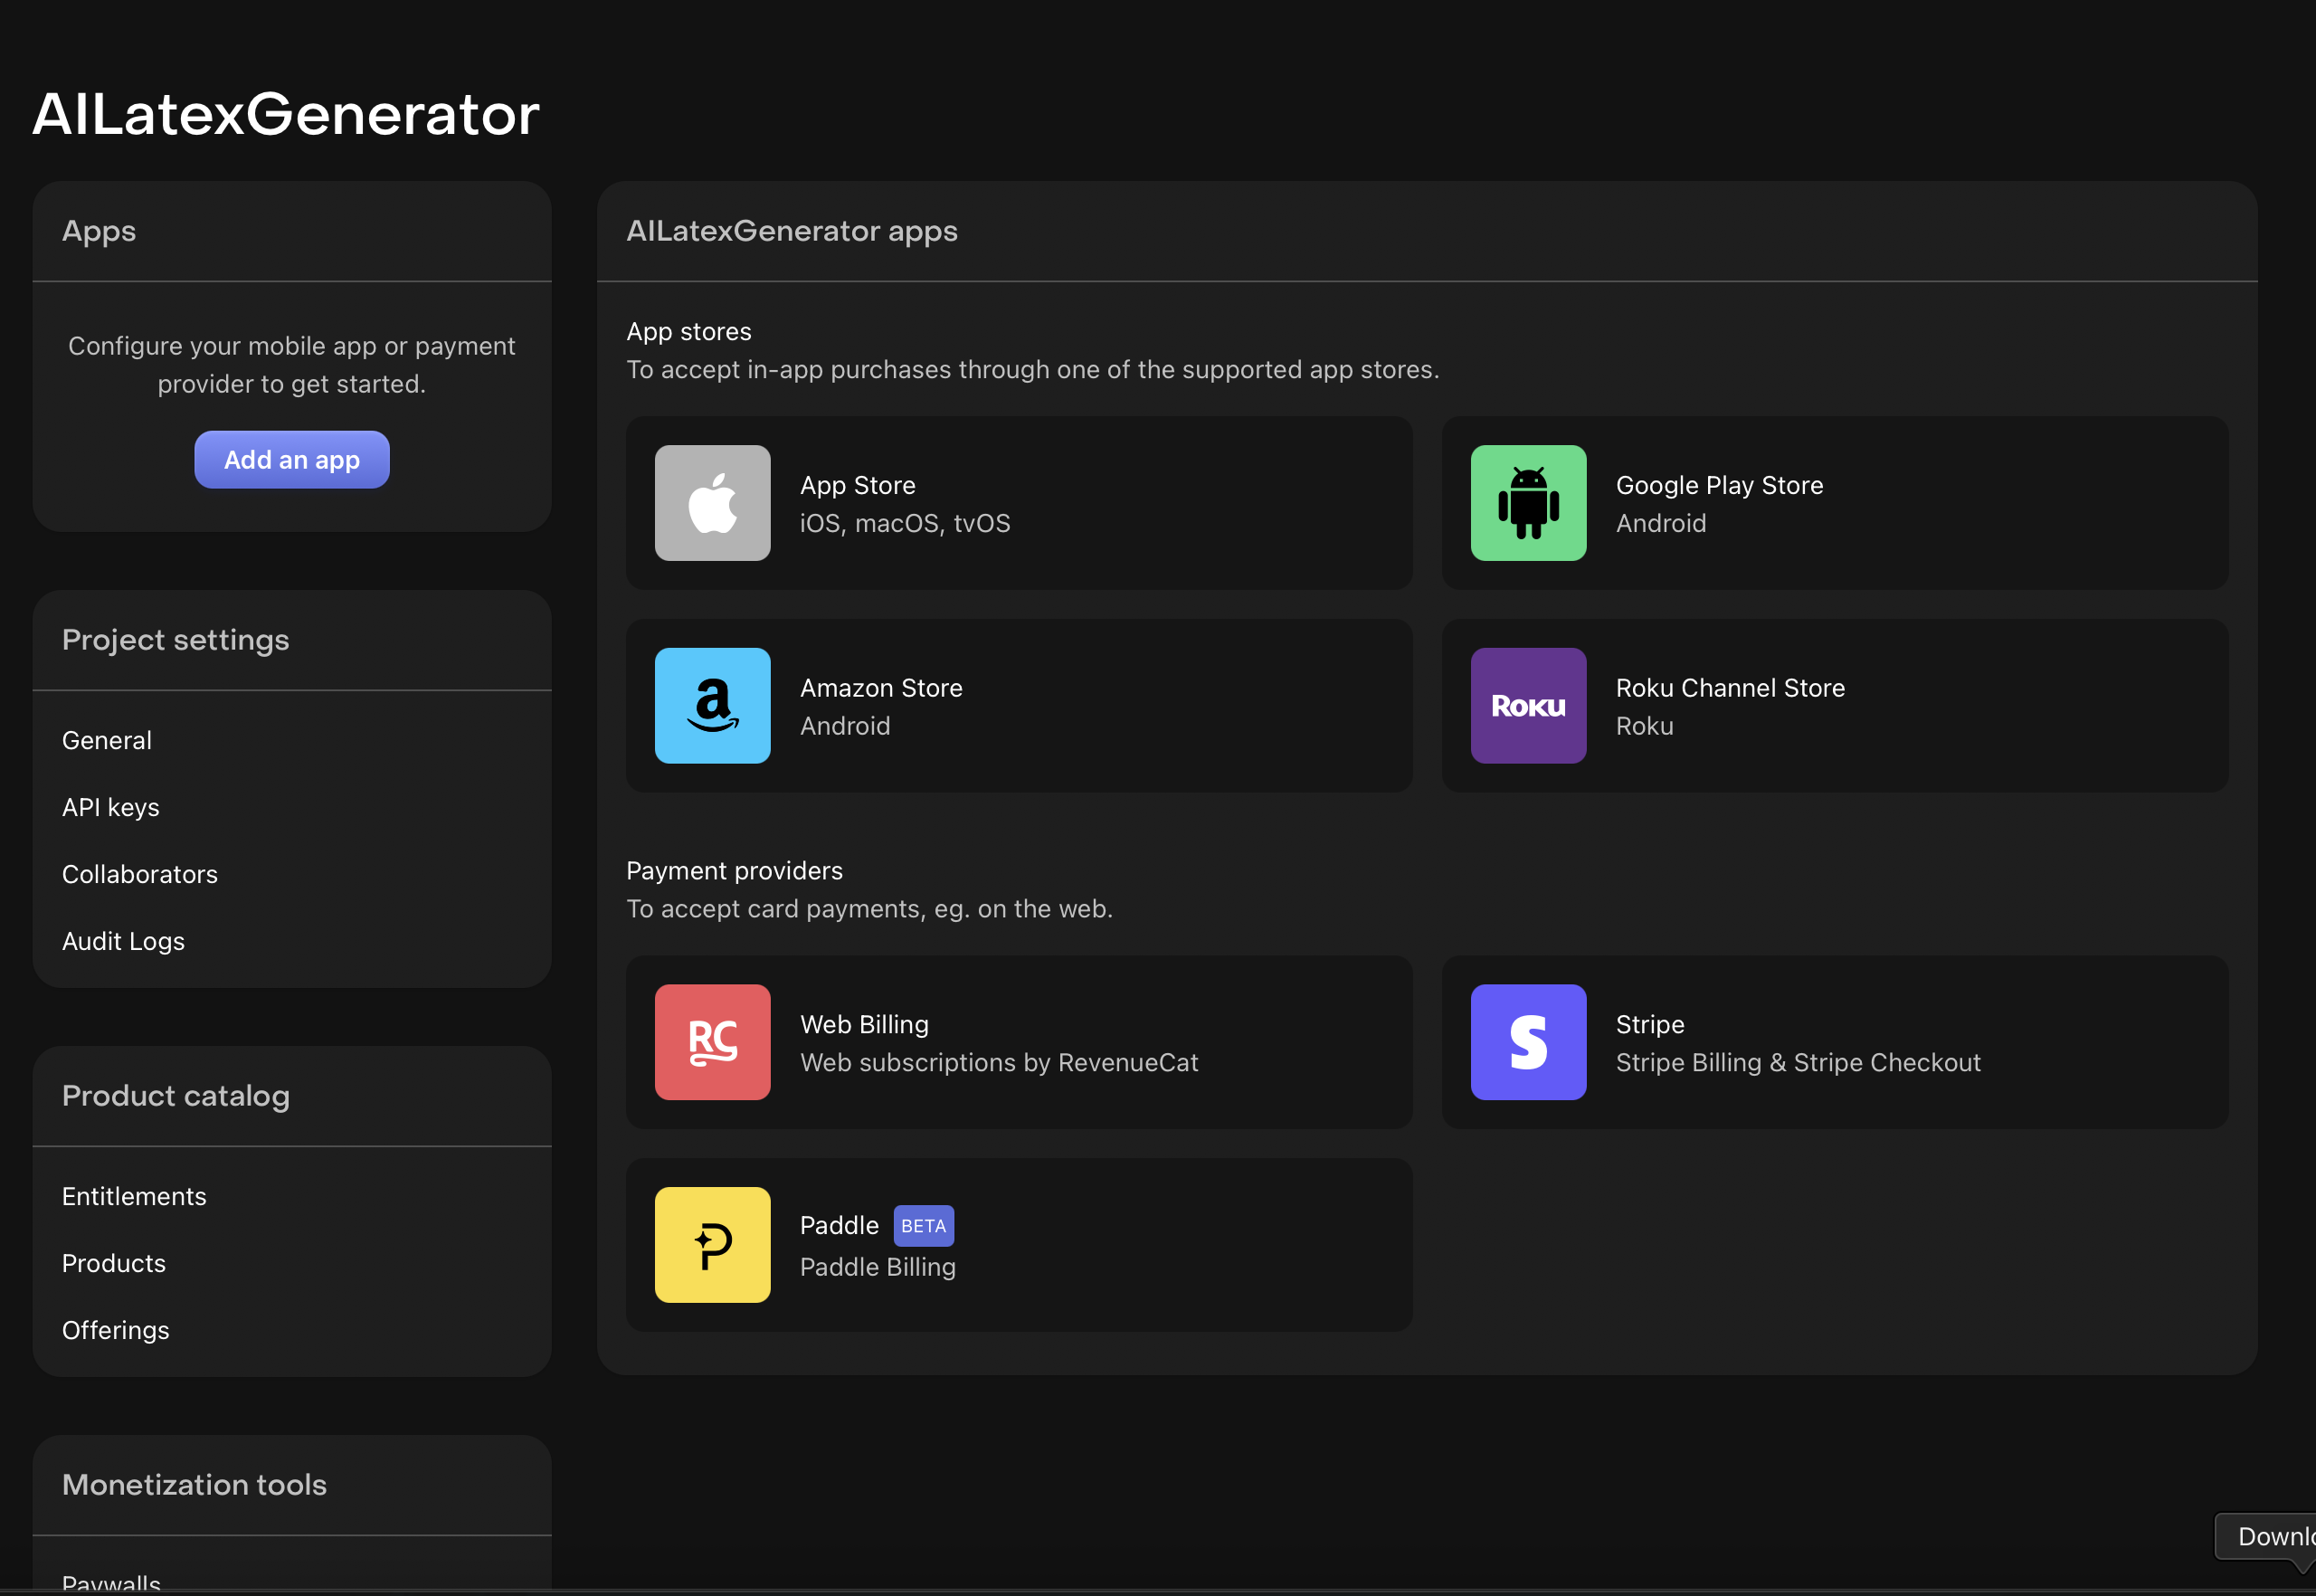 AILatexGenerator
Apps
Configure your mobile app or payment
provider to get started.
Add an app
Project settings
General
API keys
Collaborators
Audit Logs
Product catalog
Entitlements
Products
Offerings
Monetization tools
Paywalls
AILatexGenerator apps
App stores
To accept in-app purchases through one of the supported app stores.
App Store
iOS, macOS, tvOS
Google Play Store
Android
a
Amazon Store
Android
Roku
Roku Channel Store
Roku
Payment providers
To accept card payments, eg. on the web.
RC
Web Billing
Web subscriptions by RevenueCat
S
Stripe
Stripe Billing & Stripe Checkout
P
Paddle BETA
Paddle Billing